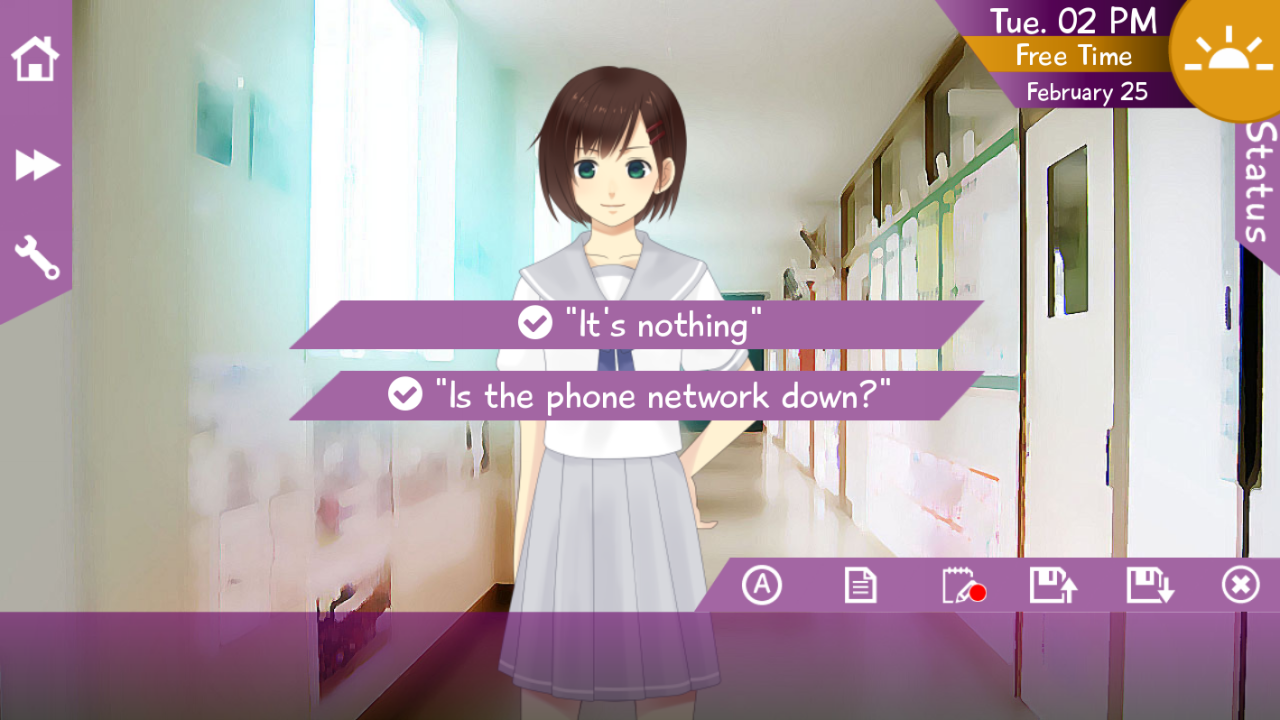 Tue. 02 PM
Free Time
February 25
Status
"It's nothing"
"Is the phone network down?"
A